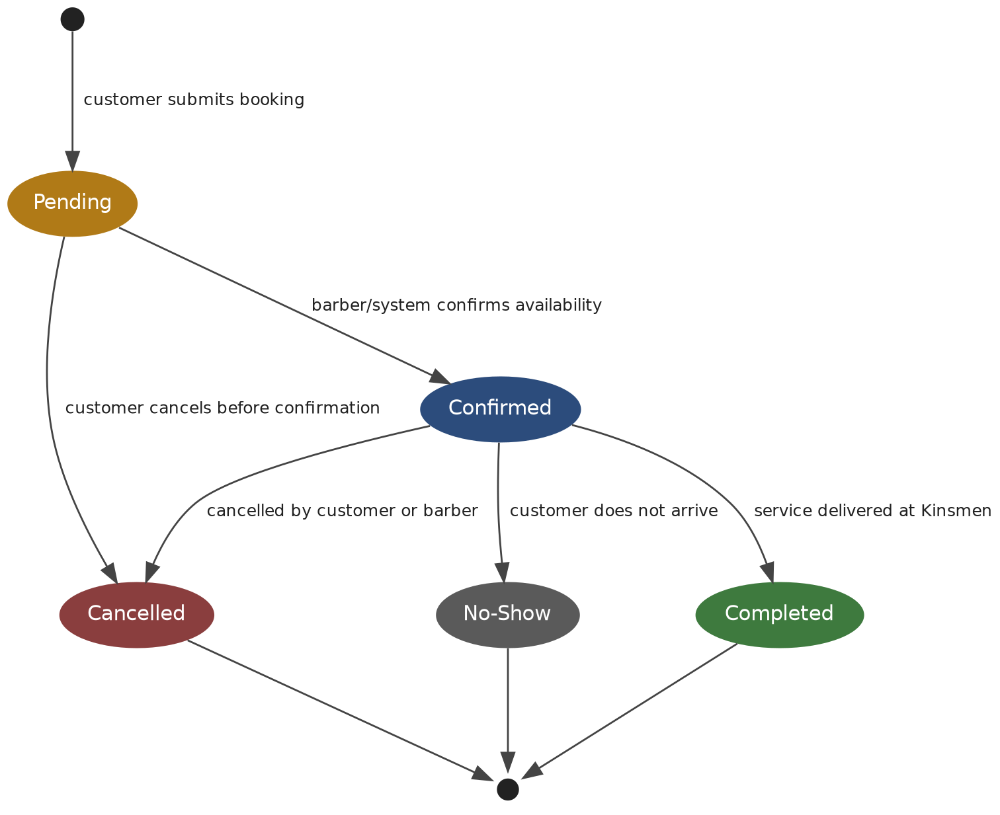 customer submits booking
Pending
barber/system confirms availability
customer cancels before confirmation
Confirmed
cancelled by customer or barber
customer does not arrive
service delivered at Kinsmen
Cancelled
No-Show
Completed